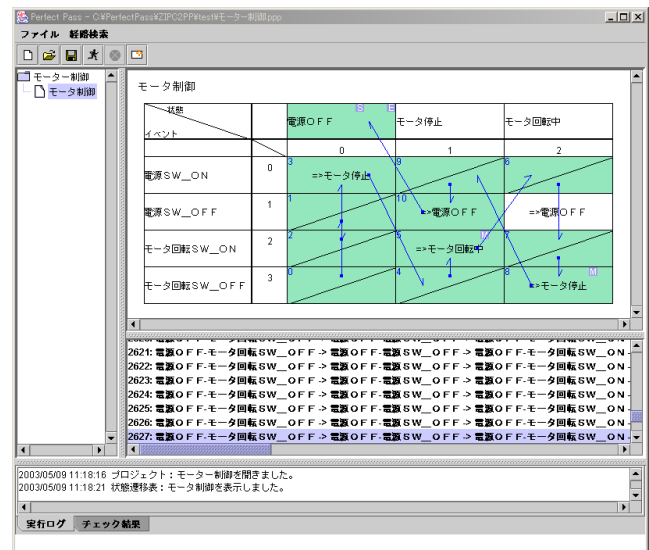 Perfect Pass - C:¥PerfectPass¥ZIPC2PP¥test¥モーター制御.ppp
ファイル 経路検索
モーター制御
モータ制御
モータ制御
状態
イベント
電源OFF S E
モータ停止
モータ回転中
0 1 2
電源SW__ON 0 3 =>モータ停止 9 6
電源SW__OFF 1 1 10 =>電源OFF =>電源OFF
モータ回転SW__ON 2 2 5 =>モータ回転中 M 7
モータ回転SW__OFF 3 0 4 8 =>モータ停止 M
2621: 電源OFF-モータ回転SW__OFF -> 電源OFF-電源SW__OFF -> 電源OFF-モータ回転SW__ON -
2622: 電源OFF-モータ回転SW__OFF -> 電源OFF-電源SW__OFF -> 電源OFF-モータ回転SW__ON -
2623: 電源OFF-モータ回転SW__OFF -> 電源OFF-電源SW__OFF -> 電源OFF-モータ回転SW__ON -
2624: 電源OFF-モータ回転SW__OFF -> 電源OFF-電源SW__OFF -> 電源OFF-モータ回転SW__ON -
2625: 電源OFF-モータ回転SW__OFF -> 電源OFF-電源SW__OFF -> 電源OFF-モータ回転SW__ON -
2626: 電源OFF-モータ回転SW__OFF -> 電源OFF-電源SW__OFF -> 電源OFF-モータ回転SW__ON -
2627: 電源OFF-モータ回転SW__OFF -> 電源OFF-電源SW__OFF -> 電源OFF-モータ回転SW__ON -
2003/05/09 11:18:16 プロジェクト：モーター制御を開きました。
2003/05/09 11:18:21 状態遷移表：モータ制御を表示しました。
実行ログ チェック結果